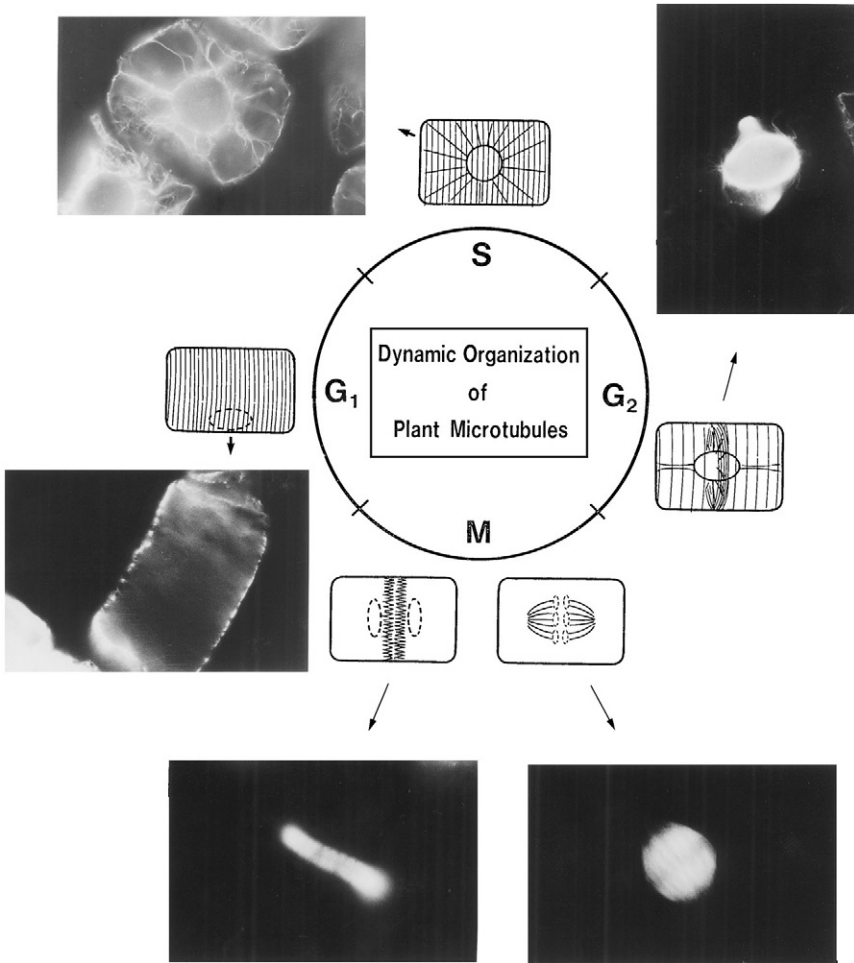 S
Dynamic Organization
of
Plant Microtubules
G₁
G₂
M